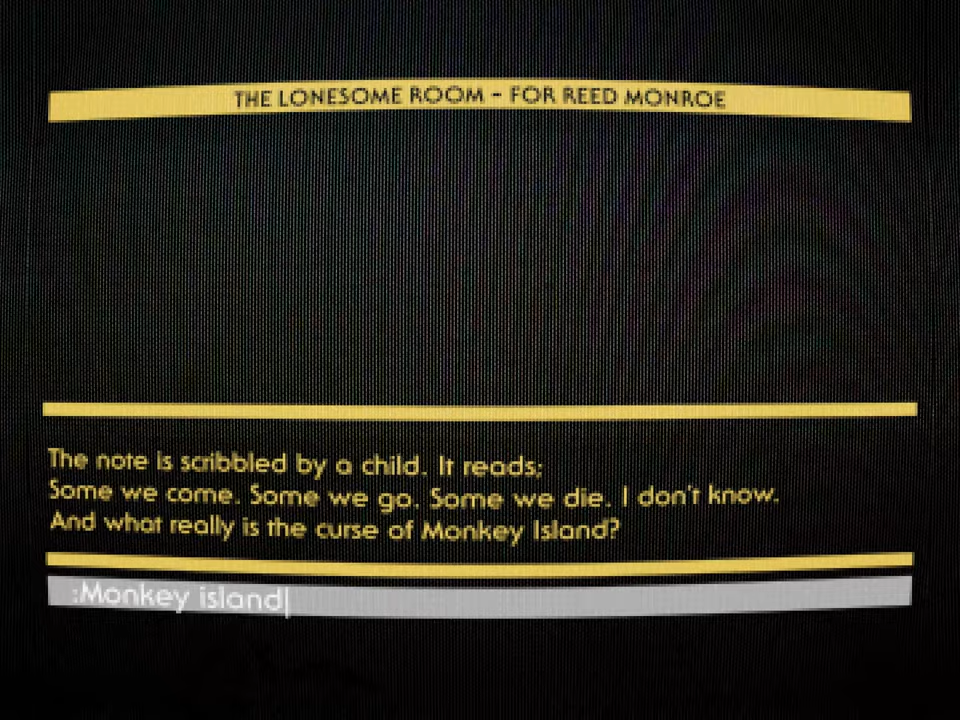 THE LONESOME ROOM - FOR REED MONROE
The note is scribbled by a child. It reads;
Some we come. Some we go. Some we die. I don't know.
And what really is the curse of Monkey Island?
:Monkey island|